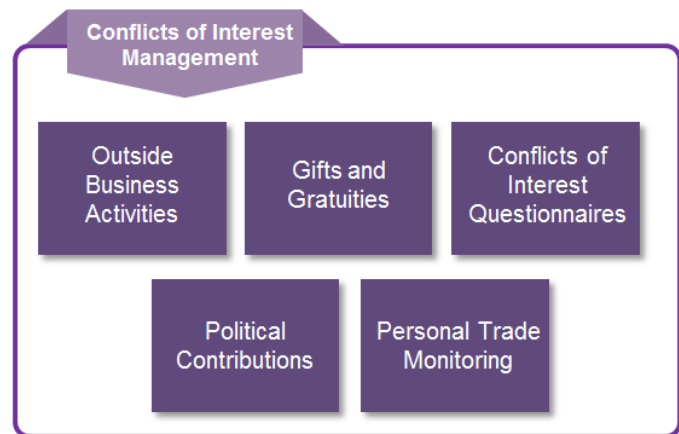 Conflicts of Interest
Management
Outside
Business
Activities
Gifts and
Gratuities
Conflicts of
Interest
Questionnaires
Political
Contributions
Personal Trade
Monitoring